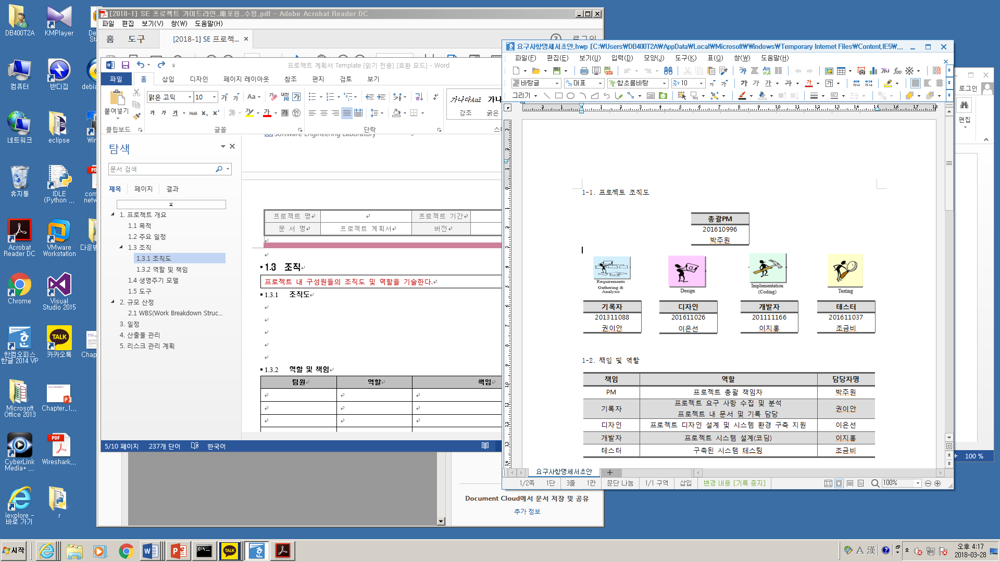 DB400T2A
KMPlayer
컴퓨터
반디집
네트워크
eclipse
휴지통
IDLE
(Python ...
Acrobat
Reader DC
VMware
Workstation
Chrome
Visual
Studio 2015
한컴오피스
한글 2014 VP
카카오톡
Microsoft
Office 2013
Chapter_1...
CyberLink
Media+ ...
Wireshark...
iexplore -
바로 가기
r
[2018-1] SE 프로젝트 가이드라인_배포용_수정.pdf - Adobe Acrobat Reader DC
파일 편집 보기(V) 창(W) 도움말(H)
홈 도구 [2018-1] SE 프로젝... × 로그인
프로젝트 계획서 Template [읽기 전용] [호환 모드] - Word
파일 홈 삽입 디자인 페이지 레이아웃 참조 편지 검토 보기
붙여넣기
맑은 고딕 10
가나다AaI
강조
클립보드 글꼴 단락
탐색
문서 검색
제목 페이지 결과
1. 프로젝트 개요
1.1 목적
1.2 주요 일정
1.3 조직
1.3.1 조직도
1.3.2 역할 및 책임
1.4 생명주기 모델
1.5 도구
2. 규모 산정
2.1 WBS(Work Breakdown Struc...
3. 일정
4. 산출물 관리
5. 리스크 관리 계획
Software Engineering Laboratory
프로젝트 명 프로젝트 기간
문 서 명 프로젝트 계획서 버전
1.3 조직
프로젝트 내 구성원들의 조직도 및 역할을 기술한다.
1.3.1 조직도
1.3.2 역할 및 책임
팀원 역할 책임
5/10 페이지 237개 단어 한국어
Document Cloud에서 문서 저장 및 공유
추가 정보
요구사항명세서초안.hwp [C:₩Users₩DB400T2A₩AppData₩Local₩Microsoft₩Windows₩Temporary Internet Files₩Content.IE5₩...
파일(F) 편집(E) 보기(U) 입력(D) 모양(J) 도구(K) 표(Q) 창(W) 도움말(H)
바탕글 대표 함초롬바탕 10
그리기
1-1. 프로젝트 조직도
총괄PM
201610996
박주원
Requirements
Gathering &
Analysis
Design
Implementation
(Coding)
Testing
기록자 디자인 개발자 테스터
201311088 201611026 201111166 201611037
권이안 이은선 이지홍 조금비
1-2. 책임 및 역할
책임 역할 담당자명
PM 프로젝트 총괄 책임자 박주원
기록자 프로젝트 요구 사항 수집 및 분석
프로젝트 내 문서 및 기록 담당 권이안
디자인 프로젝트 디자인 설계 및 시스템 환경 구축 지원 이은선
개발자 프로젝트 시스템 설계(코딩) 이지홍
테스터 구축된 시스템 테스팅 조금비
요구사항명세서초안
1/2쪽 1단 3줄 1칸 문단 나눔 1/1 구역 삽입 변경 내용 [기록 중지] 100%
로그인
편집
100 %
시작
오후 4:17
2018-03-28